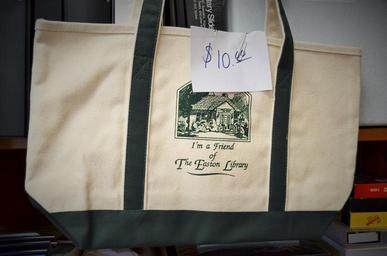 $10.00
I'm a Friend
of
The Easton Library